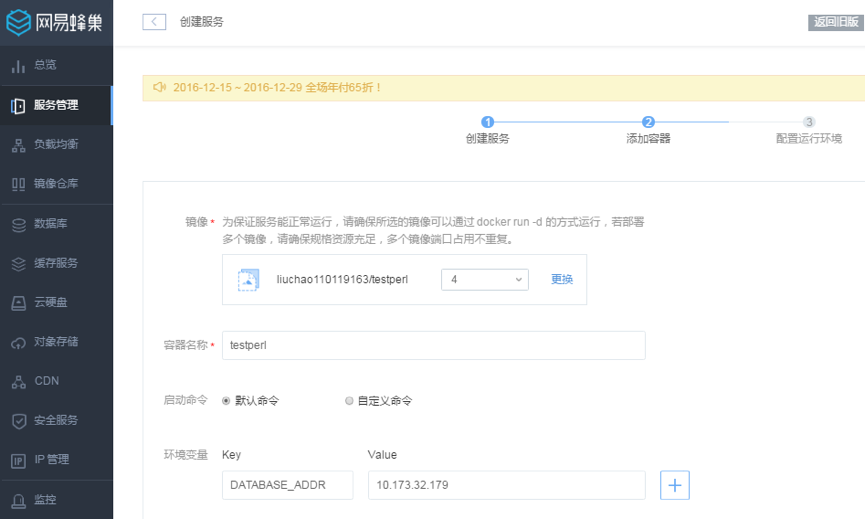 网易蜂巢
创建服务
返回旧版
总览
服务管理
负载均衡
镜像仓库
数据库
缓存服务
云硬盘
对象存储
CDN
安全服务
IP
IP 管理
监控
2016-12-15 ~ 2016-12-29 全场年付65折！
1
2
3
创建服务
添加容器
配置运行环境
镜像 *
为保证服务能正常运行，请确保所选的镜像可以通过 docker run -d 的方式运行，若部署
多个镜像，请确保规格资源充足，多个镜像端口占用不重复。
liuchao110119163/testperl
4
更换
容器名称 *
testperl
启动命令
默认命令
自定义命令
环境变量
Key
Value
DATABASE_ADDR
10.173.32.179